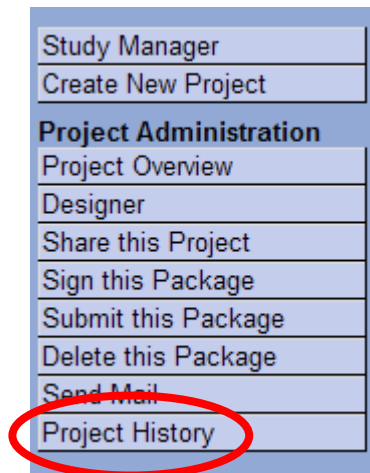 Study Manager
Create New Project
Project Administration
Project Overview
Designer
Share this Project
Sign this Package
Submit this Package
Delete this Package
Send Mail
Project History